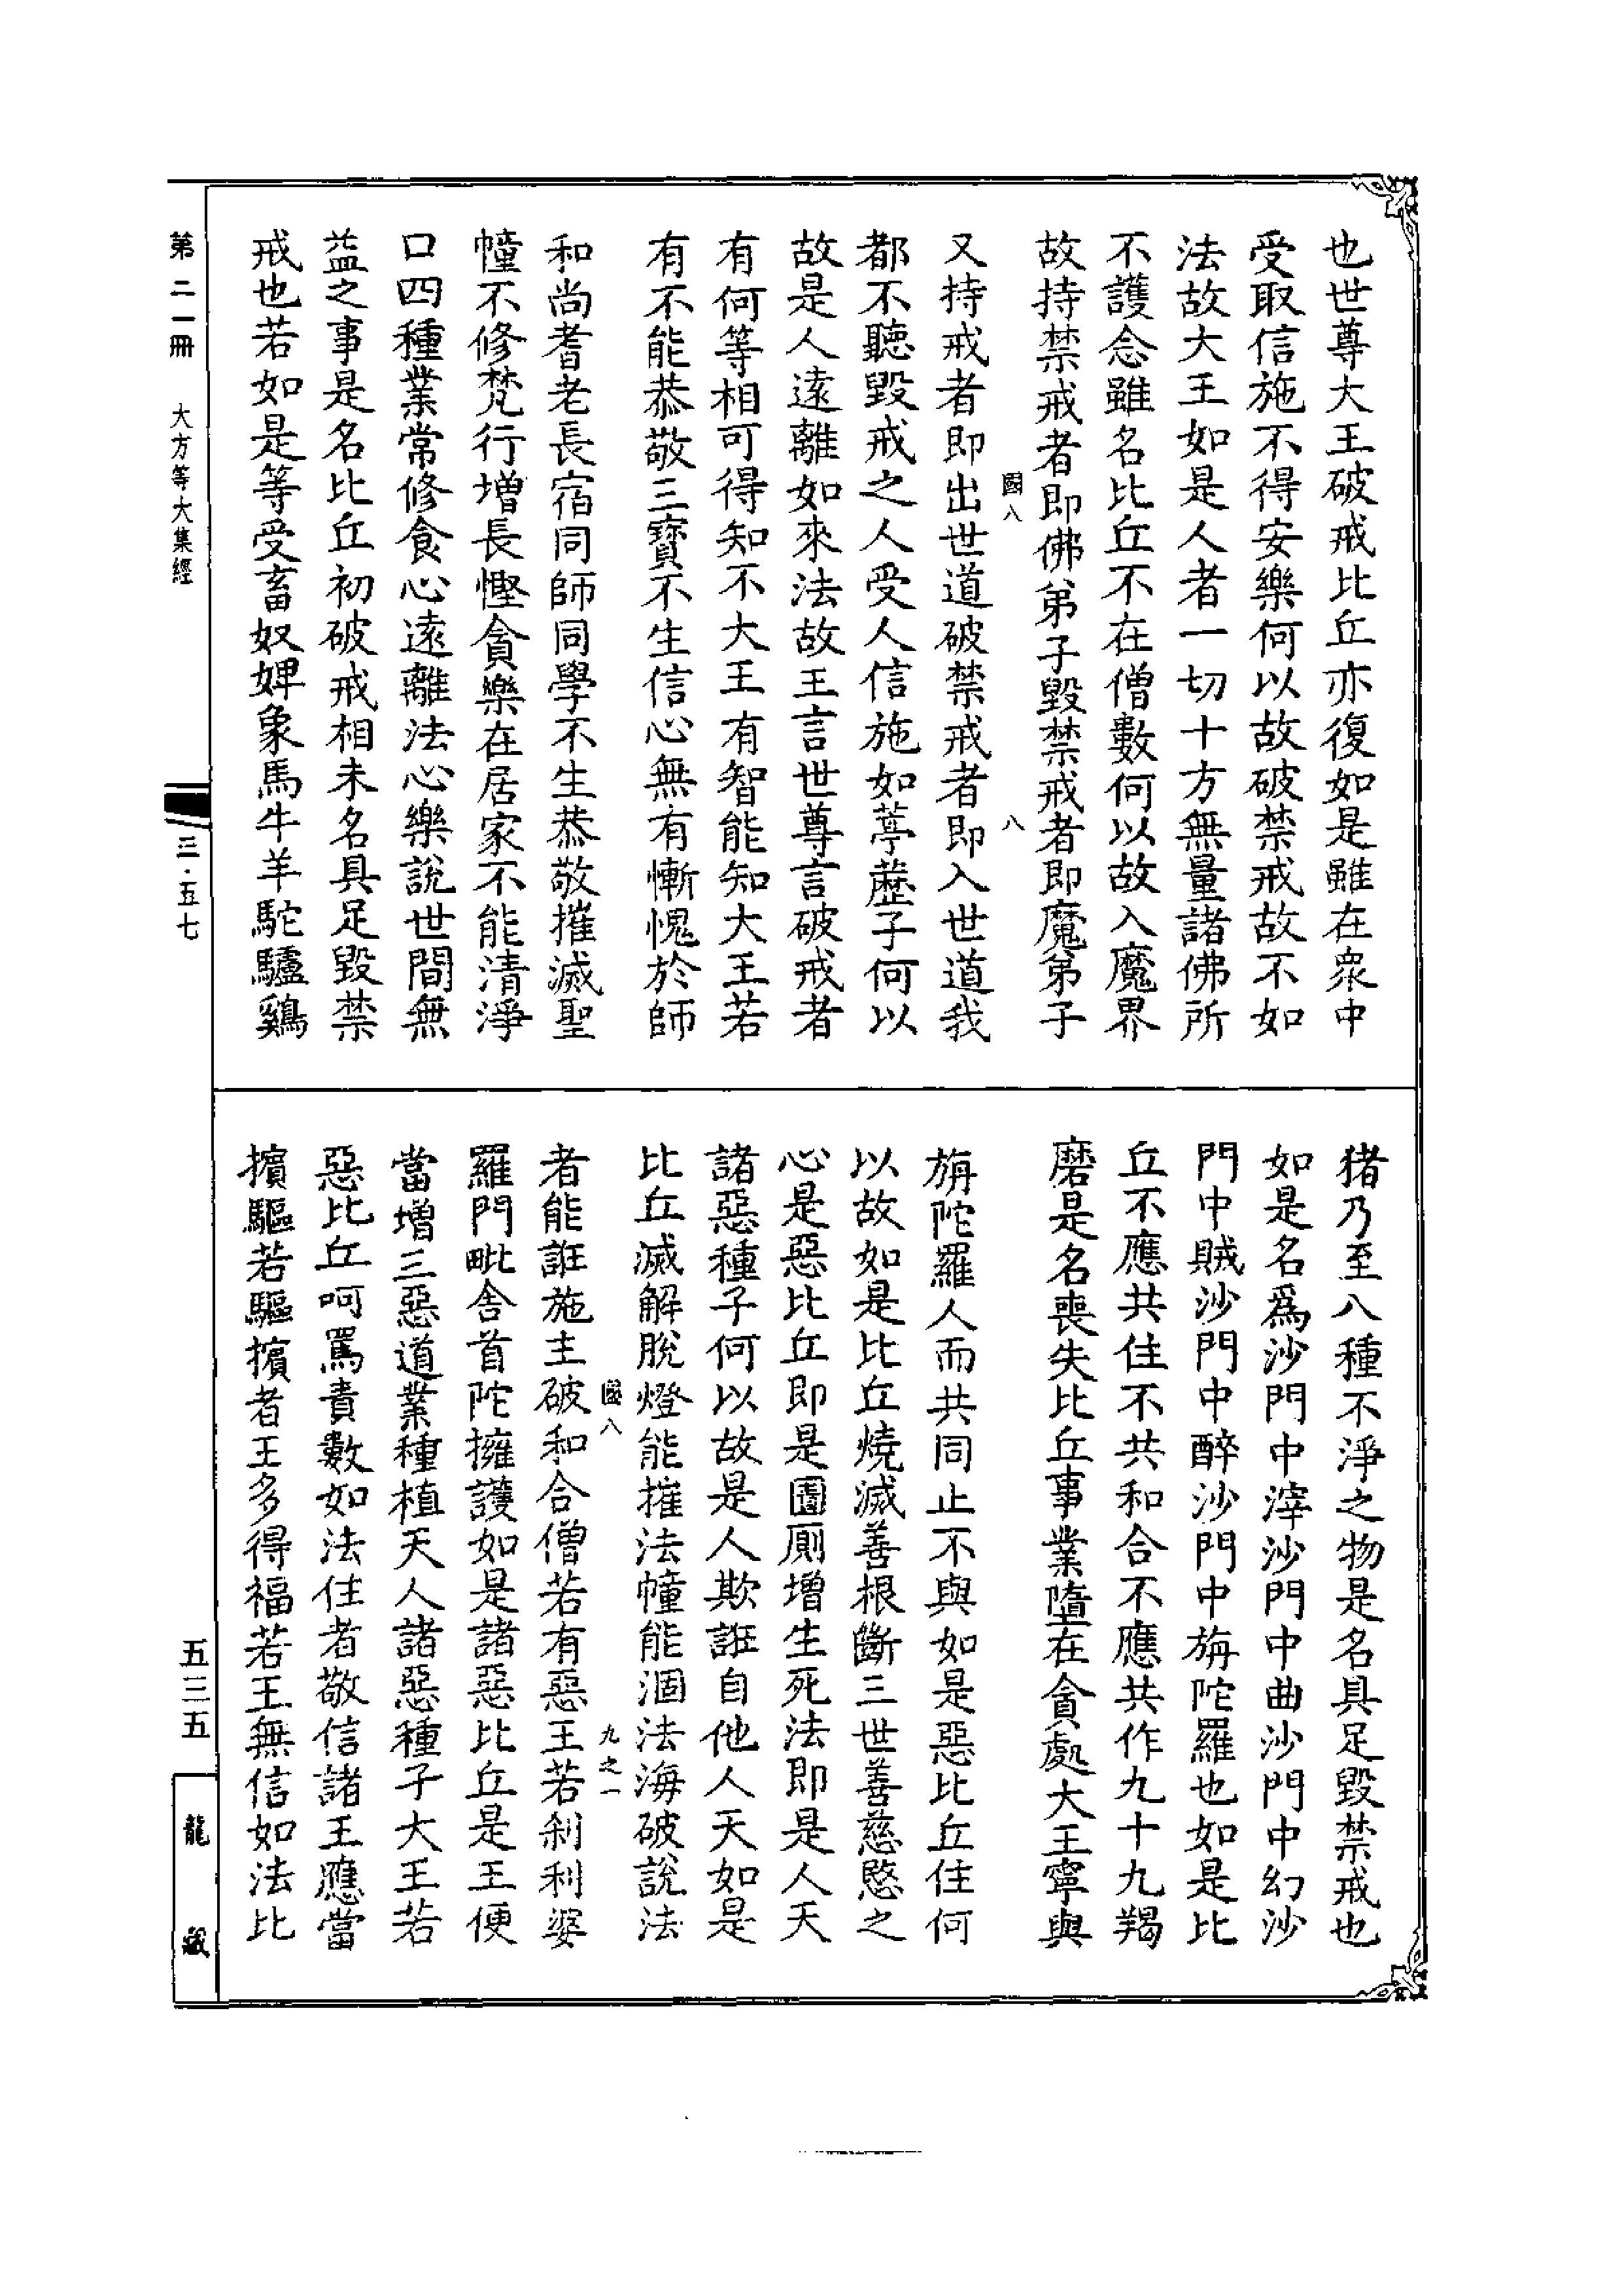 也世尊大王破戒比丘亦復如是雖在衆中
受取信施不得安樂何以故破禁戒故不如
法故大王如是人者一切十方無量諸佛所
不護念雖名比丘不在僧數何以故入魔界
故持禁戒者即佛弟子毀禁戒者即魔弟子
國八 八
又持戒者即出世道破禁戒者即入世道我
都不聽毀戒之人受人信施如葶藶子何以
故是人遠離如來法故王言世尊言破戒者
有何等相可得知不大王有智能知大王若
有不能恭敬三寶不生信心無有慚愧於師
和尚耆老長宿同師同學不生恭敬摧滅聖
幢不修梵行增長慳貪樂在居家不能清淨
口四種業常修食心遠離法心樂說世間無
益之事是名比丘初破戒相未名具足毀禁
戒也若如是等受畜奴婢象馬牛羊駝驢鷄
猪乃至八種不淨之物是名具足毀禁戒也
如是名爲沙門中滓沙門中曲沙門中幻沙
門中賊沙門中醉沙門中旃陀羅也如是比
丘不應共住不共和合不應共作九十九羯
磨是名喪失比丘事業墮在貪處大王寧與
旃陀羅人而共同止不與如是惡比丘住何
以故如是比丘燒滅善根斷三世善慈愍之
心是惡比丘即是圊厠增生死法即是人天
諸惡種子何以故是人欺誑自他人天如是
比丘滅解脫燈能摧法幢能涸法海破說法
國八 九之一
者能誑施主破和合僧若有惡王若剎利婆
羅門毗舍首陀擁護如是諸惡比丘是王便
當增三惡道業種植天人諸惡種子大王若
惡比丘呵罵責數如法住者敬信諸王應當
擯驅若驅擯者王多得福若王無信如法比
第二一冊 大方等大集經
三·五七
五三五
龍藏